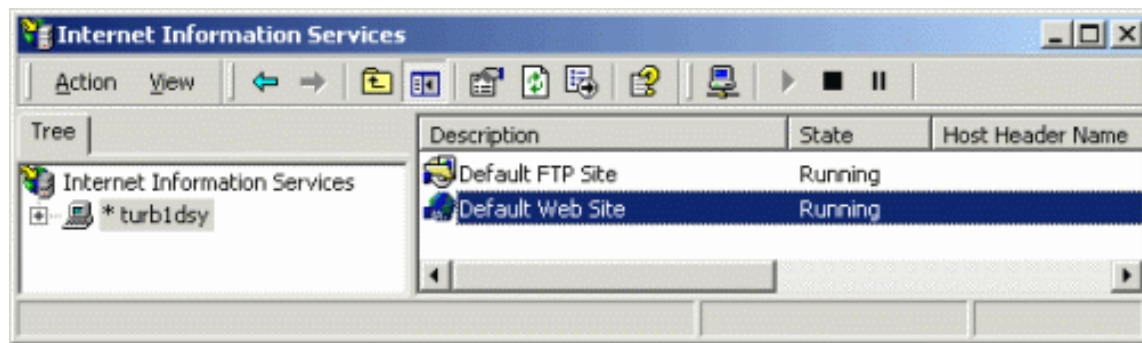 Internet Information Services
Action View
Tree
Description State Host Header Name
Internet Information Services
Default FTP Site Running
* turb1dsy
Default Web Site Running